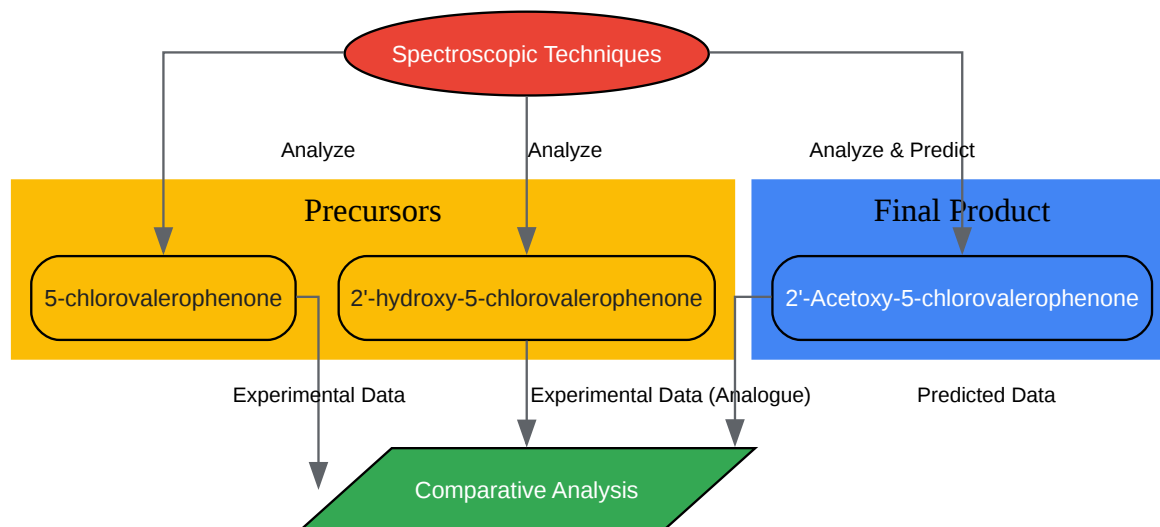 Spectroscopic Techniques
Analyze
Analyze
Analyze & Predict
Precursors
Final Product
5-chlorovalerophenone
2'-hydroxy-5-chlorovalerophenone
2'-Acetoxy-5-chlorovalerophenone
Experimental Data
Experimental Data (Analogue)
Predicted Data
Comparative Analysis